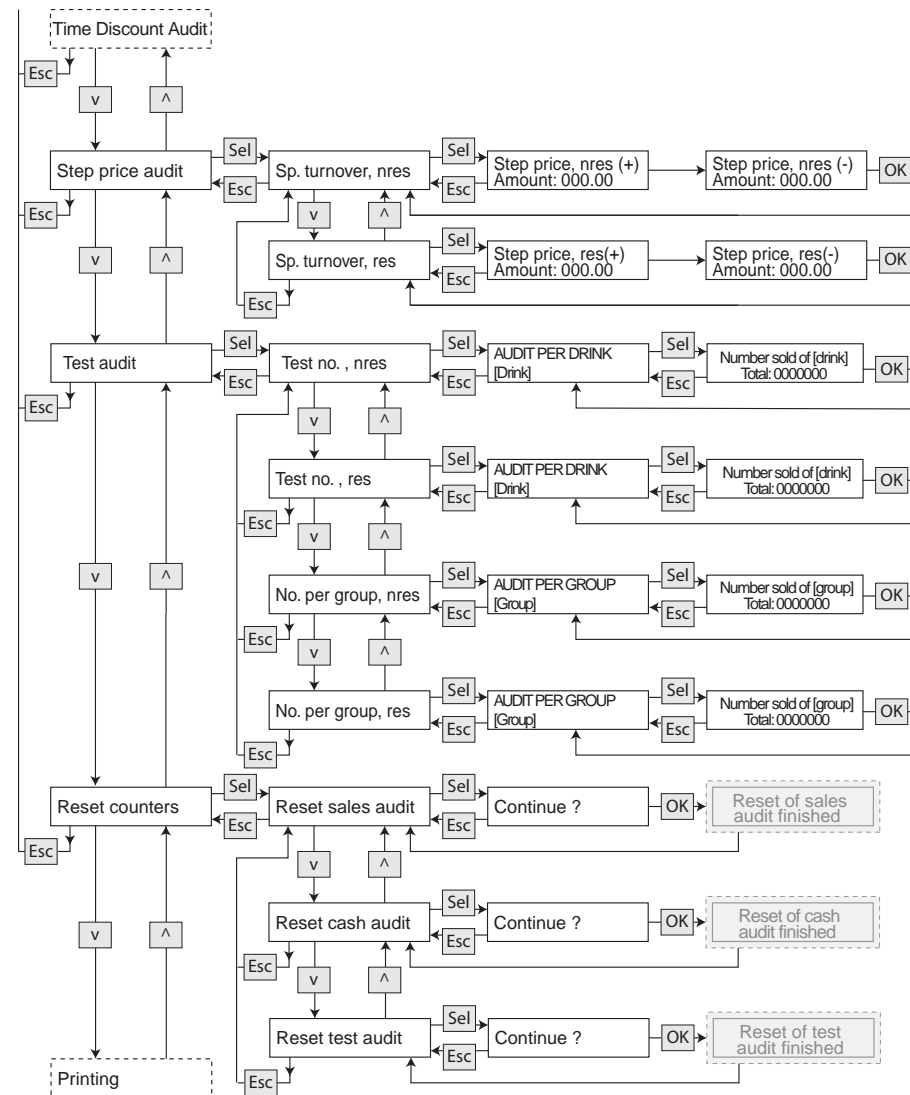 Time Discount Audit
Esc
v ^
Sel Sel
Step price audit Sp. turnover, nres Step price, nres (+) Step price, nres (-) OK
Amount: 000.00 Amount: 000.00
Esc Esc
Esc v ^
Sel
v ^ Sp. turnover, res Step price, res(+) Step price, res(-) OK
Amount: 000.00 Amount: 000.00
Esc
Esc
Sel Sel Sel
Test audit Test no. , nres AUDIT PER DRINK Number sold of [drink] OK
[Drink] Total: 0000000
Esc Esc Esc
Esc v ^
Sel Sel
Test no. , res AUDIT PER DRINK Number sold of [drink] OK
[Drink] Total: 0000000
Esc Esc
Esc
v ^
Sel Sel
v ^ No. per group, nres AUDIT PER GROUP Number sold of [group] OK
[Group] Total: 0000000
Esc Esc
Esc
v ^
Sel Sel
No. per group, res AUDIT PER GROUP Number sold of [group] OK
[Group] Total: 0000000
Esc Esc
Esc
Sel Sel
Reset counters Reset sales audit Continue ? OK Reset of sales
audit finished
Esc Esc
Esc v ^
Sel
Reset cash audit Continue ? OK Reset of cash
audit finished
v ^ Esc
Esc
v ^
Sel
Reset test audit Continue ? OK Reset of test
audit finished
Esc
Printing Esc